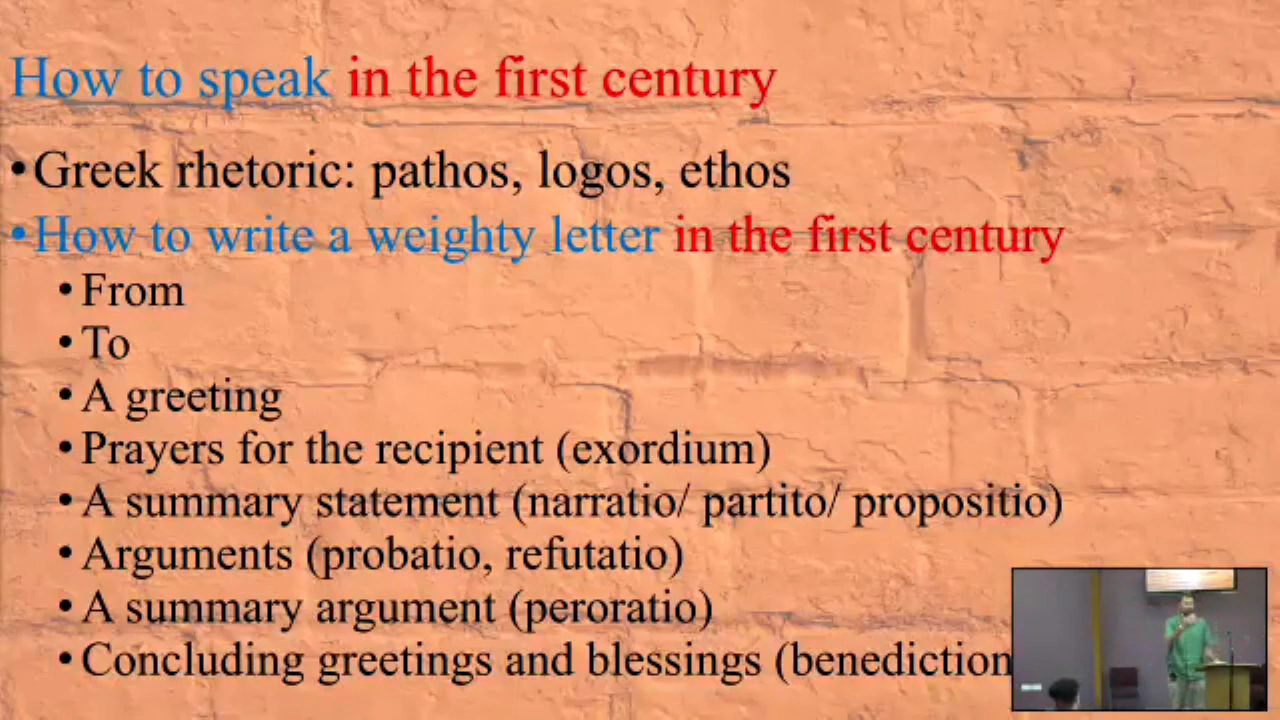 How to speak in the first century
•Greek rhetoric: pathos, logos, ethos
•How to write a weighty letter in the first century
•From
•To
•A greeting
•Prayers for the recipient (exordium)
•A summary statement (narratio/ partito/ propositio)
•Arguments (probatio, refutatio)
•A summary argument (peroratio)
•Concluding greetings and blessings (benediction